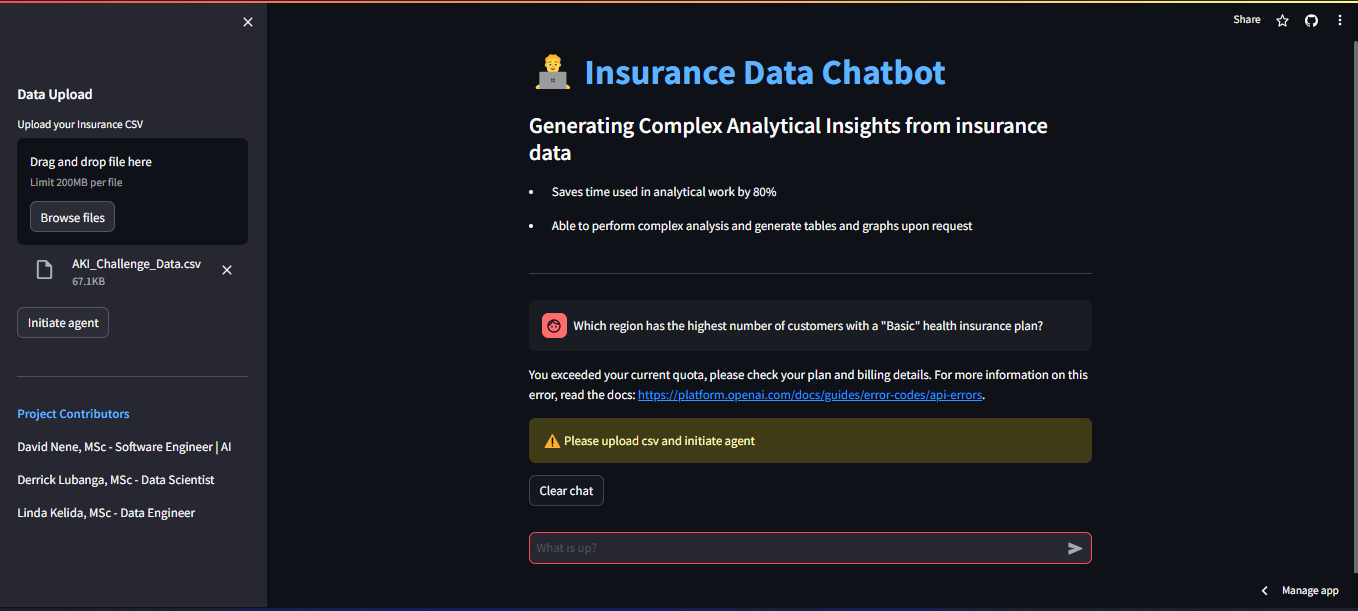 Share
Data Upload
Upload your Insurance CSV
Drag and drop file here
Limit 200MB per file
Browse files
AKI_Challenge_Data.csv
67.1KB
Initiate agent
Project Contributors
David Nene, MSc - Software Engineer | AI
Derrick Lubanga, MSc - Data Scientist
Linda Kelida, MSc - Data Engineer
Insurance Data Chatbot
Generating Complex Analytical Insights from insurance
data
• Saves time used in analytical work by 80%
• Able to perform complex analysis and generate tables and graphs upon request
Which region has the highest number of customers with a "Basic" health insurance plan?
You exceeded your current quota, please check your plan and billing details. For more information on this
error, read the docs: https://platform.openai.com/docs/guides/error-codes/api-errors.
Please upload csv and initiate agent
Clear chat
What is up?
Manage app